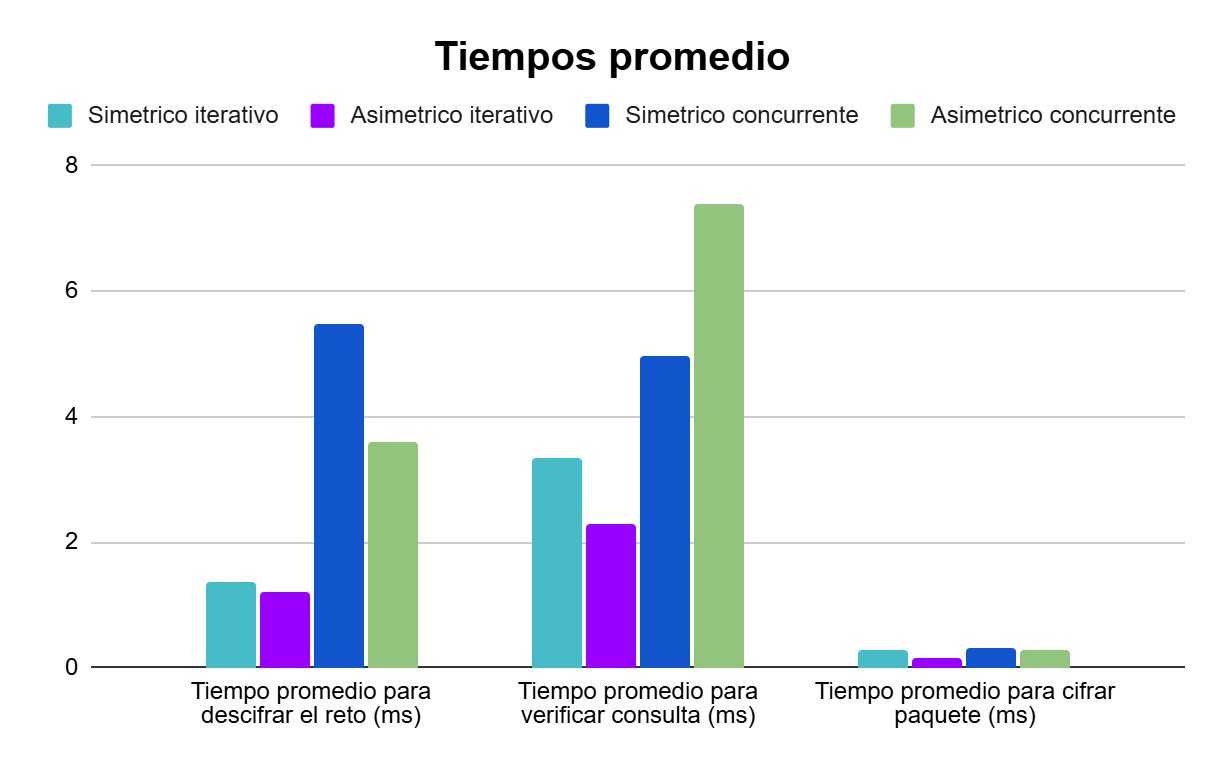 Tiempos promedio
Simetrico iterativo
Asimetrico iterativo
Simetrico concurrente
Asimetrico concurrente
8
6
4
2
0
Tiempo promedio para
descifrar el reto (ms)
Tiempo promedio para
verificar consulta (ms)
Tiempo promedio para cifrar
paquete (ms)